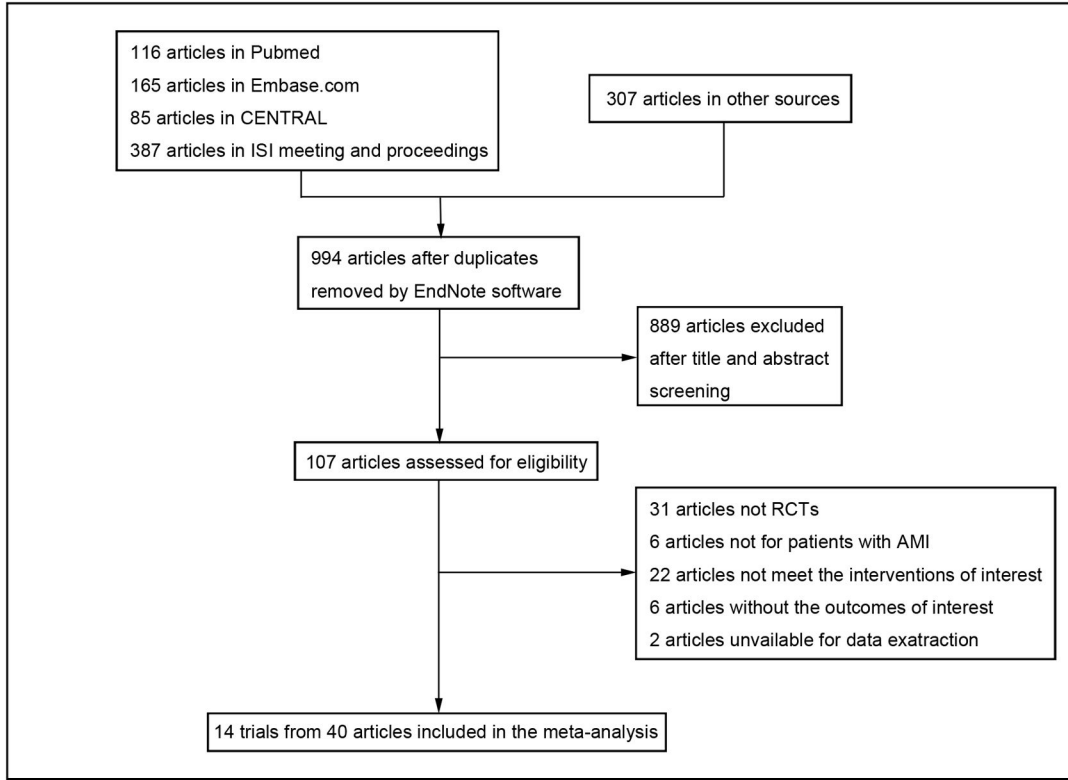 116 articles in Pubmed
165 articles in Embase.com
85 articles in CENTRAL
387 articles in ISI meeting and proceedings
307 articles in other sources
994 articles after duplicates
removed by EndNote software
889 articles excluded
after title and abstract
screening
107 articles assessed for eligibility
31 articles not RCTs
6 articles not for patients with AMI
22 articles not meet the interventions of interest
6 articles without the outcomes of interest
2 articles unvailable for data exatraction
14 trials from 40 articles included in the meta-analysis